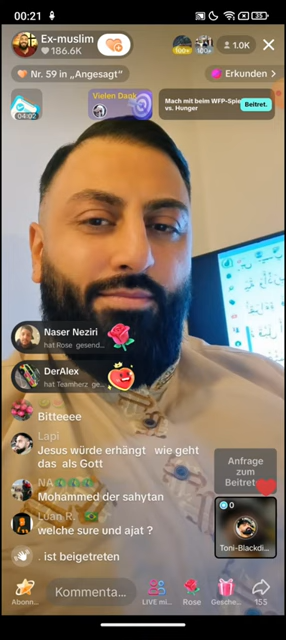 00:21
35
Ex-muslim
186.6K
100+
100+
1.0K
Nr. 59 in „Angesagt“
Erkunden
04:02
Vielen Dank
Mach mit beim WFP-Spie
vs. Hunger
Beitret.
Naser Neziri
hat Rose gesend...
DerAlex
hat Teamherz ge...
Bitteeee
Lapi
Jesus würde erhängt wie geht
das als Gott
NA
Mohammed der sahytan
Luan R.
welche sure und ajat ?
. ist beigetreten
Anfrage
zum
Beitret
0
Toni-Blackdi...
Abonn...
Kommenta...
LIVE mi...
Rose
Gesche...
155